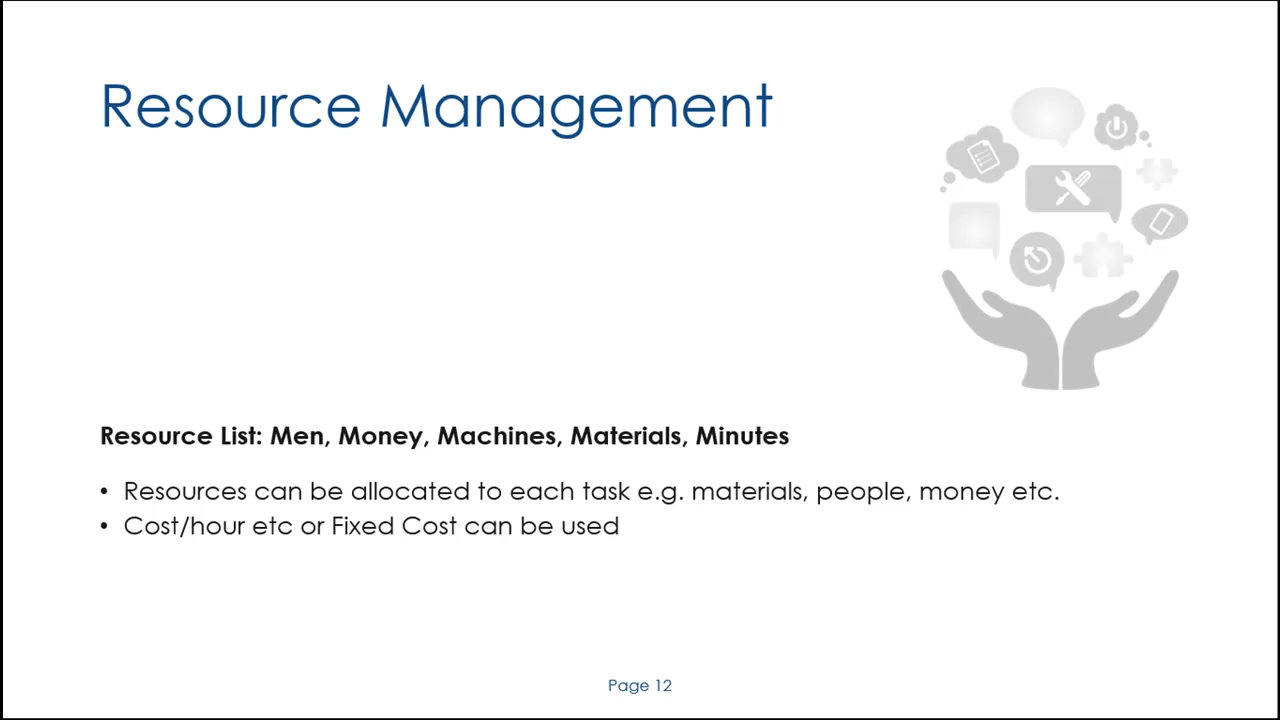 Resource Management
Resource List: Men, Money, Machines, Materials, Minutes
• Resources can be allocated to each task e.g. materials, people, money etc.
• Cost/hour etc or Fixed Cost can be used
Page 12